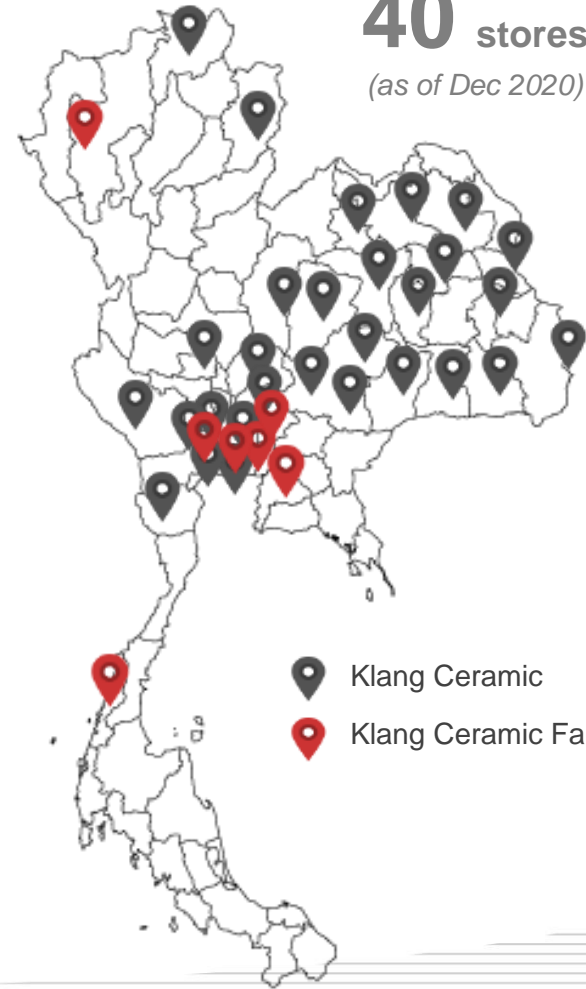 40 stores
(as of Dec 2020)
Klang Ceramic
Klang Ceramic Fa